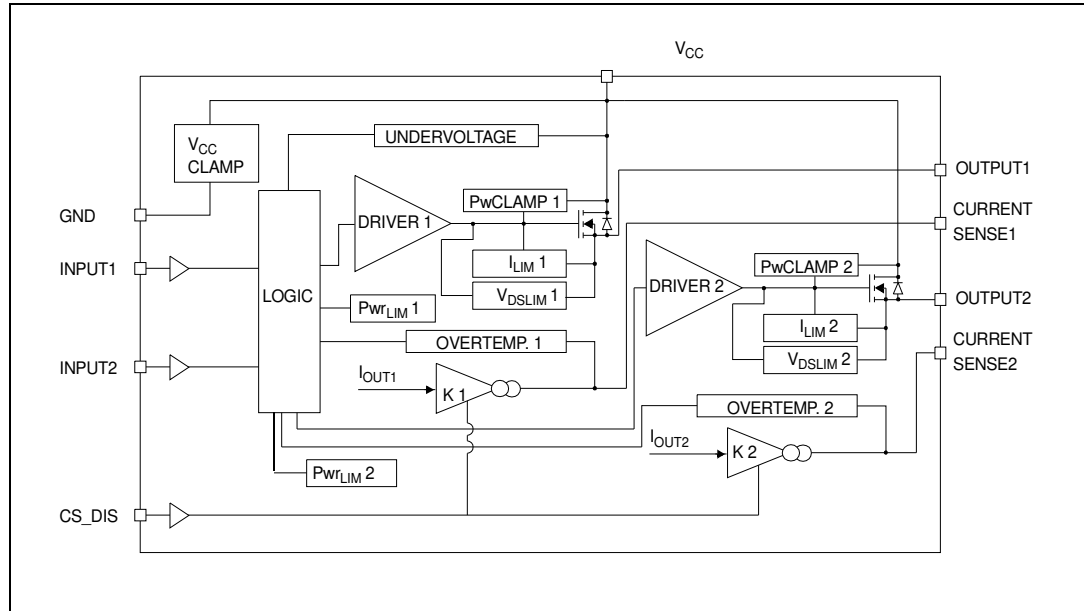 VCC
VCC
CLAMP
UNDERVOLTAGE
OUTPUT1
PwCLAMP 1
GND
DRIVER 1
CURRENT
SENSE1
INPUT1
ILIM 1
PwCLAMP 2
LOGIC
DRIVER 2
VDSLIM 1
OUTPUT2
PwrLIM 1
ILIM 2
OVERTEMP. 1
CURRENT
SENSE2
INPUT2
VDSLIM 2
IOUT1
K 1
OVERTEMP. 2
IOUT2
K 2
PwrLIM 2
CS_DIS